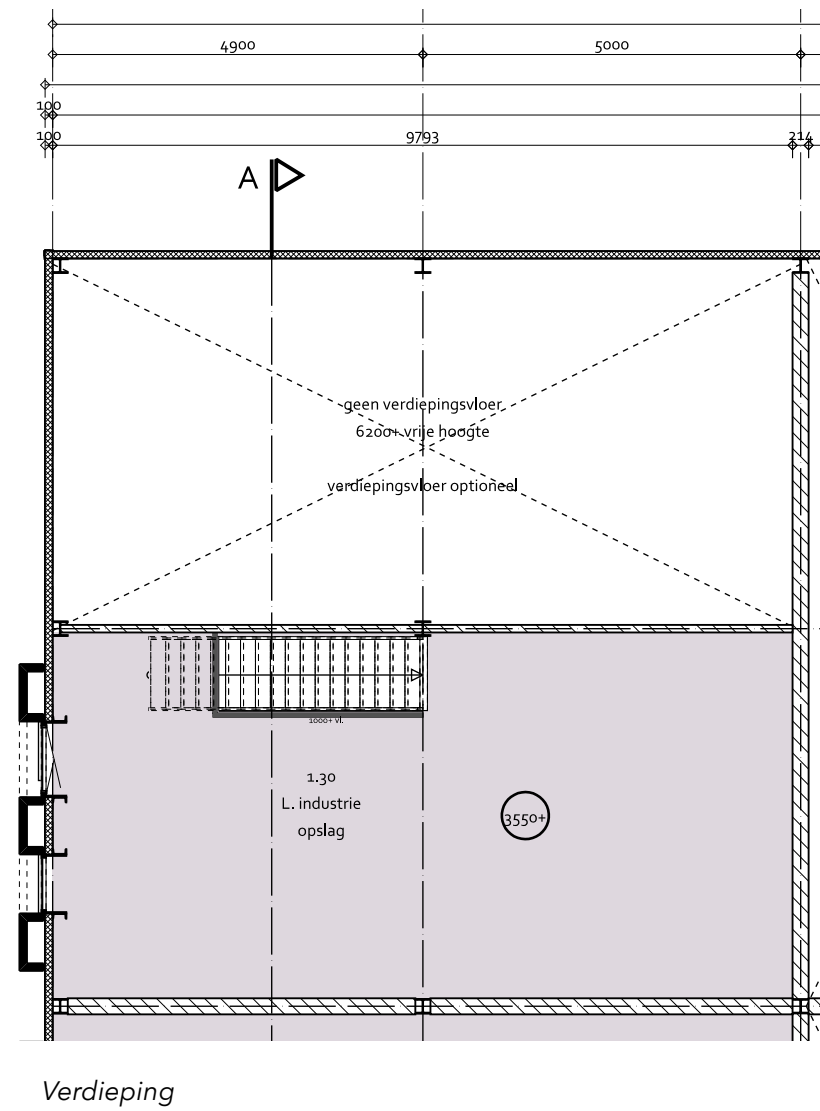 4900 5000
100
100 9793 214
A
geen verdiepingsvloer
6200+ vrije hoogte
verdiepingsvloer optioneel
1000+ vl.
1.30
L. industrie
opslag
3550+
Verdieping